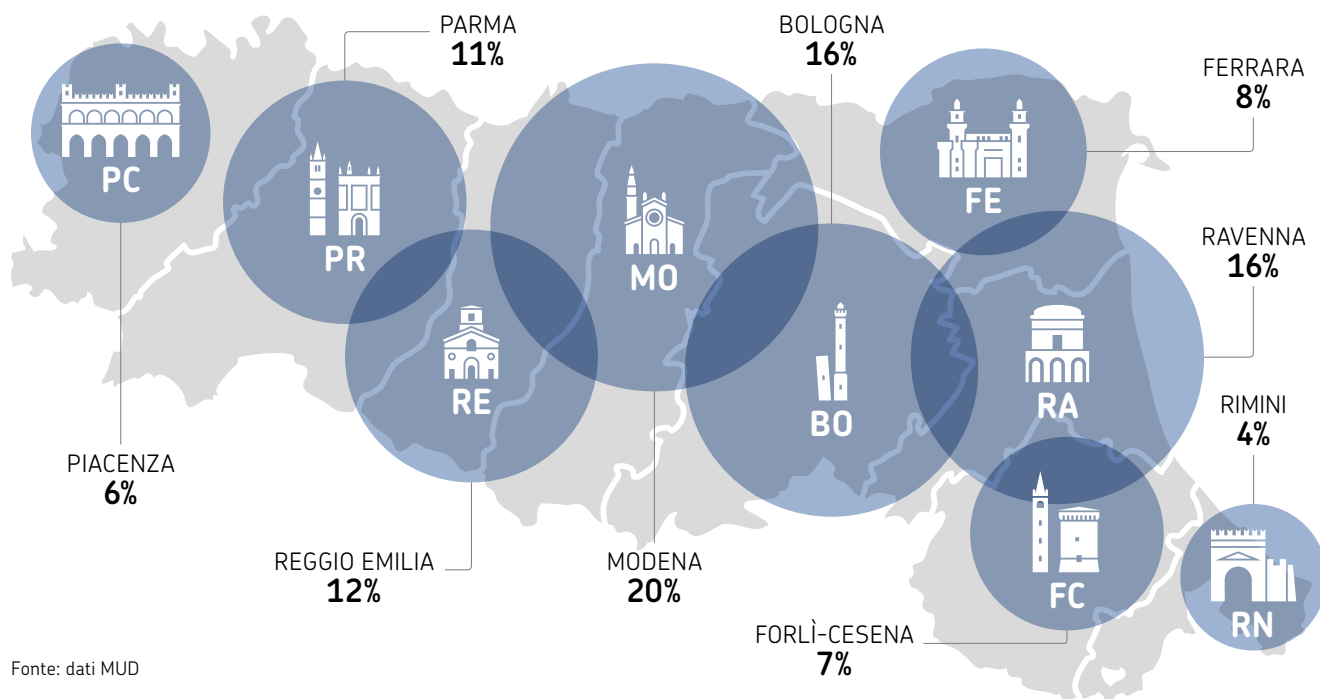 PARMA
11%
BOLOGNA
16%
FERRARA
8%
PC
PR
MO
FE
RAVENNA
16%
RE
BO
RA
RIMINI
4%
PIACENZA
6%
REGGIO EMILIA
12%
MODENA
20%
FC
RN
FORLÌ-CESENA
7%
Fonte: dati MUD